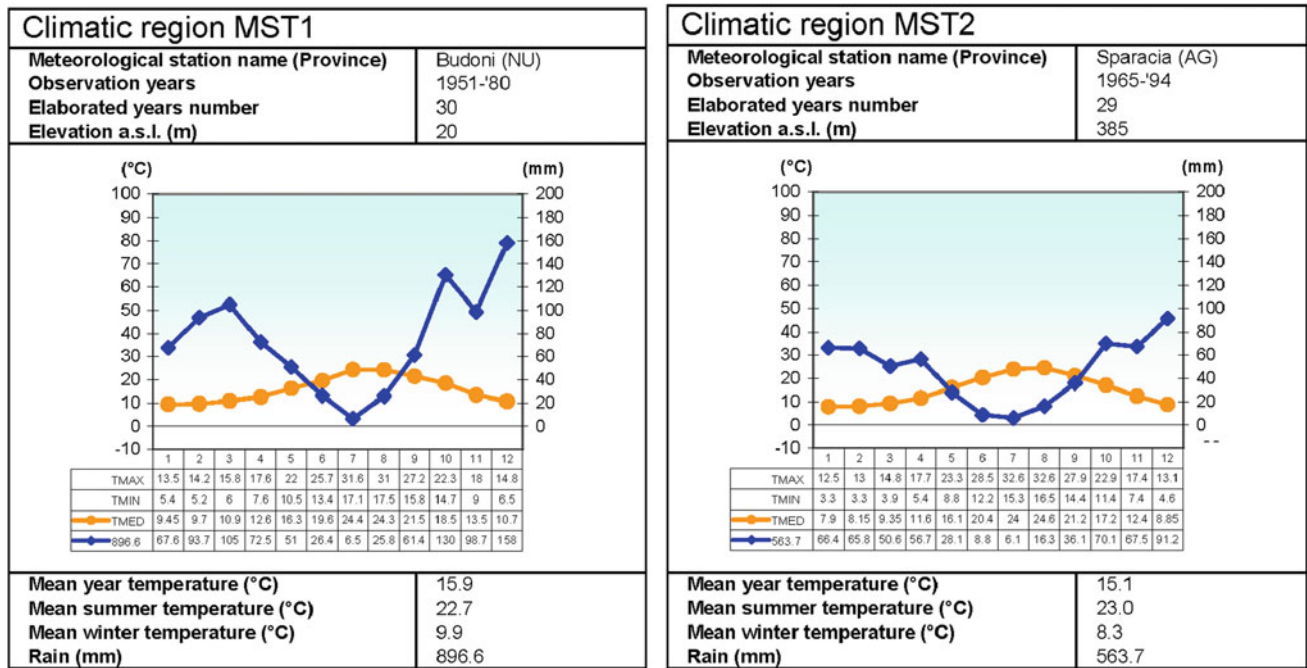 Climatic region MST1
Meteorological station name (Province) Budoni (NU)
Observation years 1951-'80
Elaborated years number 30
Elevation a.s.l. (m) 20
(°C) (mm)
100 200
90 180
80 160
70 140
60 120
50 100
40 80
30 60
20 40
10 20
0 0
-10
1 2 3 4 5 6 7 8 9 10 11 12
TMAX 13.5 14.2 15.8 17.6 22 25.7 31.6 31 27.2 22.3 18 14.8
TMIN 5.4 5.2 6 7.6 10.5 13.4 17.1 17.5 15.8 14.7 9 6.5
TMED 9.45 9.7 10.9 12.6 16.3 19.6 24.4 24.3 21.5 18.5 13.5 10.7
896.6 67.6 93.7 105 72.5 51 26.4 6.5 25.8 61.4 130 98.7 158
Mean year temperature (°C) 15.9
Mean summer temperature (°C) 22.7
Mean winter temperature (°C) 9.9
Rain (mm) 896.6
Climatic region MST2
Meteorological station name (Province) Sparacia (AG)
Observation years 1965-'94
Elaborated years number 29
Elevation a.s.l. (m) 385
(°C) (mm)
100 200
90 180
80 160
70 140
60 120
50 100
40 80
30 60
20 40
10 20
0 0
-10 --
1 2 3 4 5 6 7 8 9 10 11 12
TMAX 12.5 13 14.8 17.7 23.3 28.5 32.6 32.6 27.9 22.9 17.4 13.1
TMIN 3.3 3.3 3.9 5.4 8.8 12.2 15.3 16.5 14.4 11.4 7.4 4.6
TMED 7.9 8.15 9.35 11.6 16.1 20.4 24 24.6 21.2 17.2 12.4 8.85
563.7 66.4 65.8 50.6 56.7 28.1 8.8 6.1 16.3 36.1 70.1 67.5 91.2
Mean year temperature (°C) 15.1
Mean summer temperature (°C) 23.0
Mean winter temperature (°C) 8.3
Rain (mm) 563.7